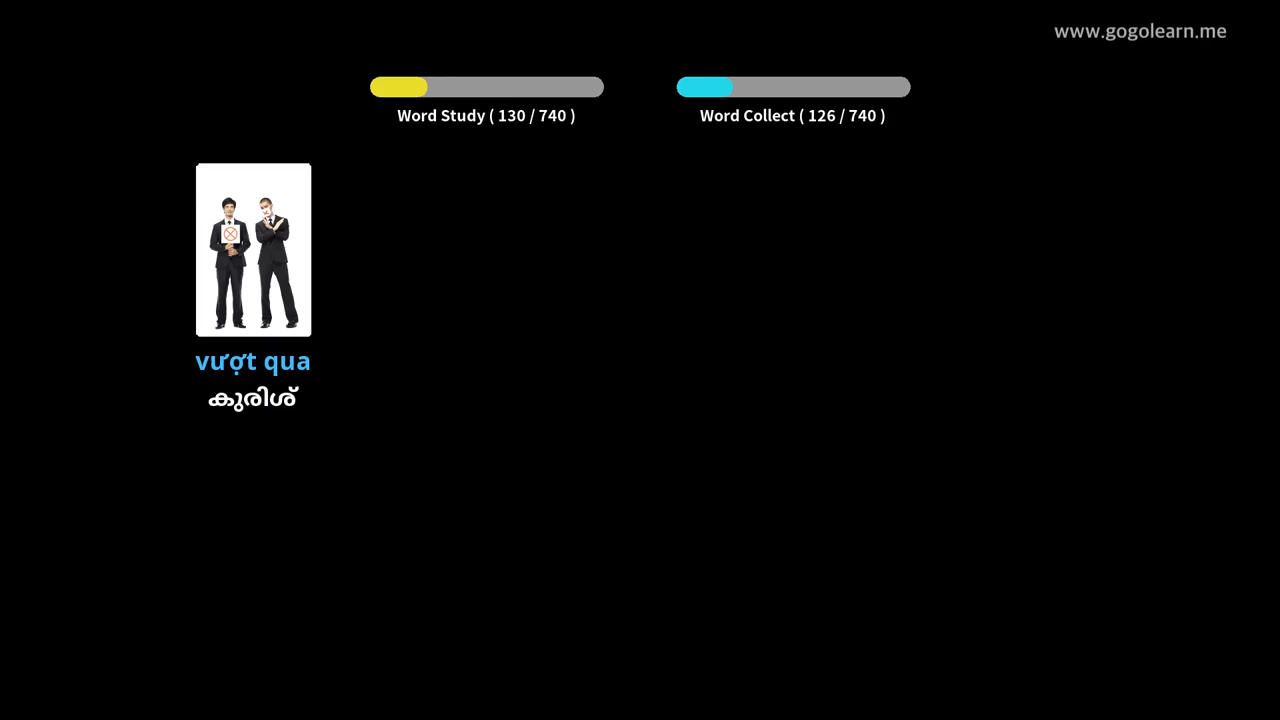 www.gogolearn.me
Word Study ( 130 / 740 )
Word Collect ( 126 / 740 )
vượt qua
കുരിശ്